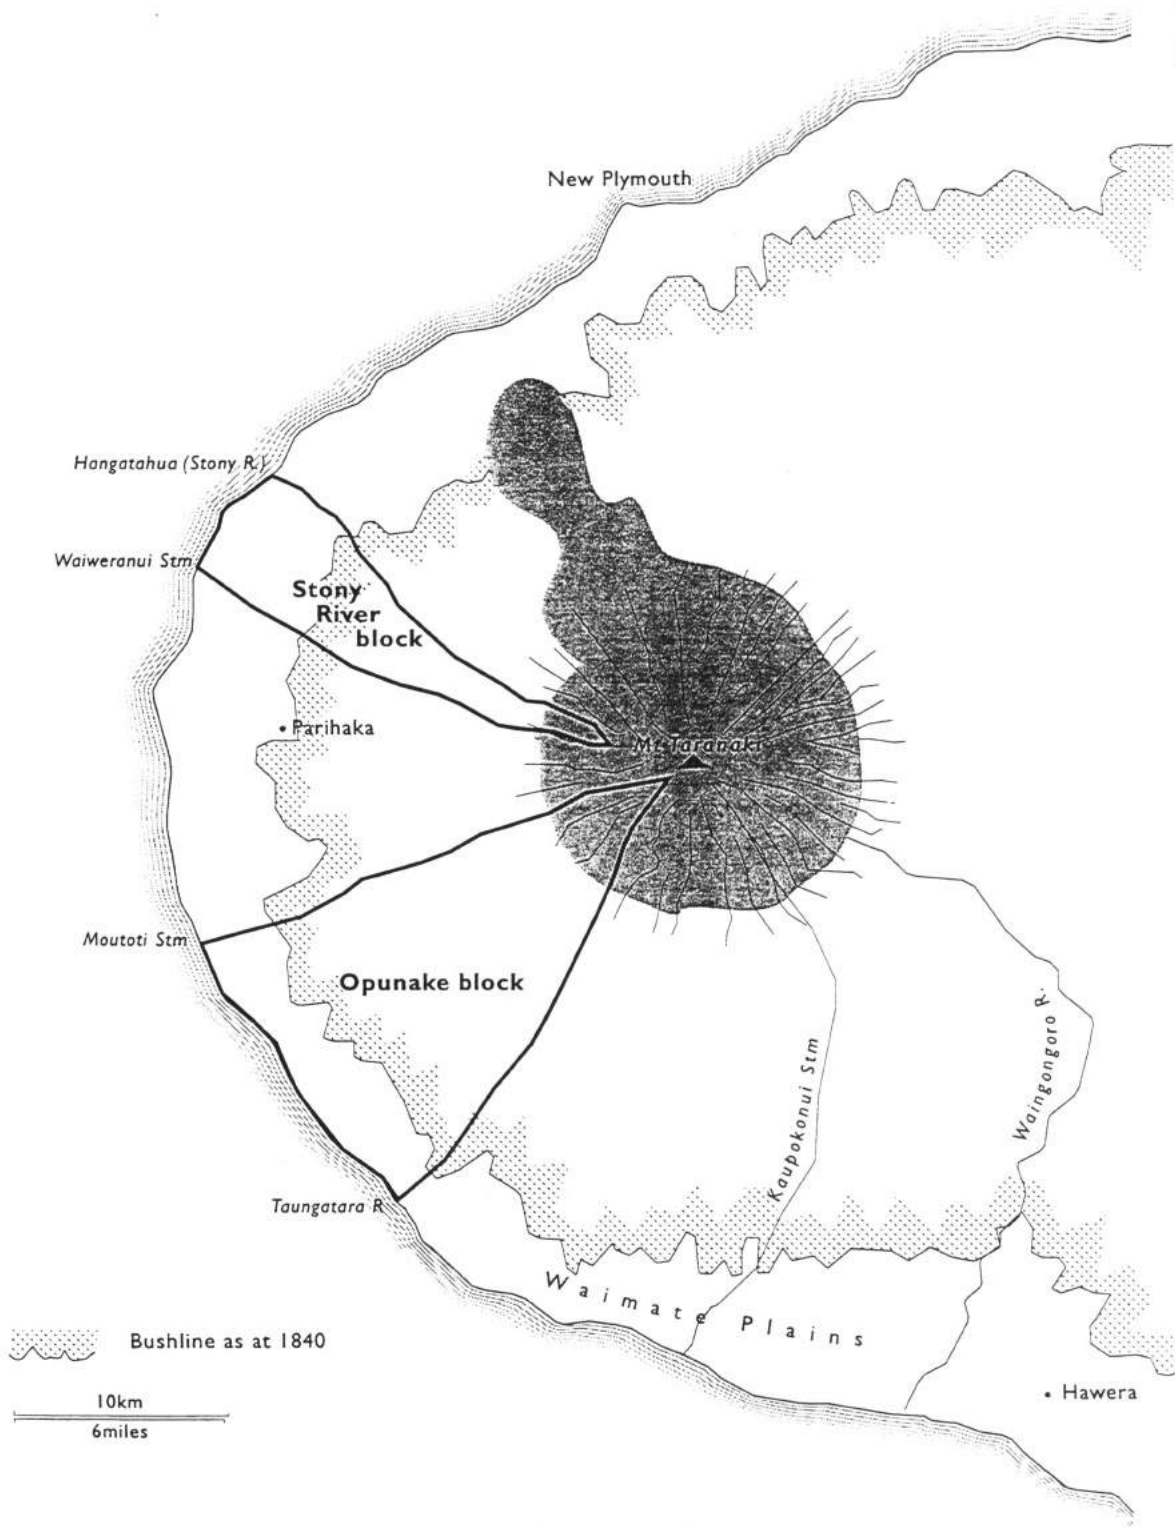 New Plymouth
Hangatahua (Stony R.)
Waiweranui Stm
Stony
River
block
Parihaka
Mt Taranaki
Moutoti Stm
Opunake block
Kaupokonui Stm
Waingongoro R.
Taungatara R
Waimate Plains
Bushline as at 1840
10km
6miles
Hawera